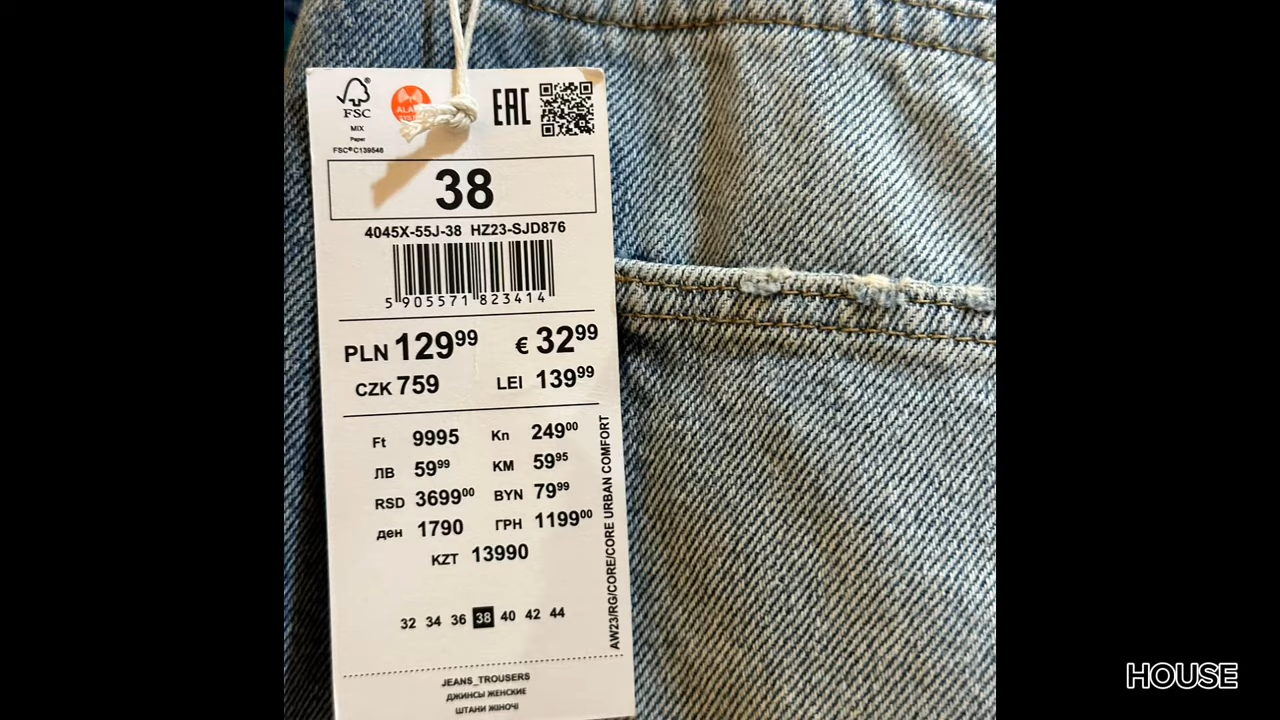 FSC®
MIX
Paper
FSC® C139546
EAC
38
4045X-55J-38 HZ23-SJD876
5 905571 823414
PLN 129⁹⁹ € 32⁹⁹
CZK 759 LEI 139⁹⁹
Ft 9995 Kn 249⁰⁰
ЛВ 59⁹⁹ KM 59⁹⁵
RSD 3699⁰⁰ BYN 79⁹⁹
ден 1790 ГРН 1199⁰⁰
KZT 13990
32 34 36 38 40 42 44
AW23/RG/CORE/CORE URBAN COMFORT
JEANS_TROUSERS
ДЖИНСЫ ЖЕНСКИЕ
ШТАНИ ЖІНОЧІ
HOUSE